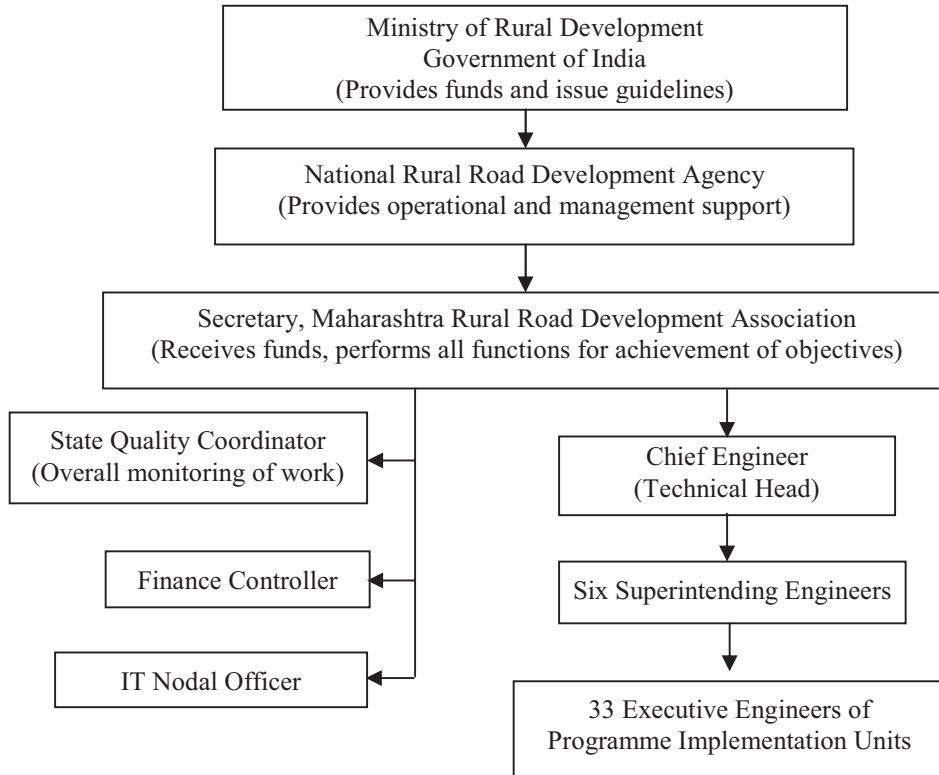 Ministry of Rural Development
Government of India
(Provides funds and issue guidelines)
National Rural Road Development Agency
(Provides operational and management support)
Secretary, Maharashtra Rural Road Development Association
(Receives funds, performs all functions for achievement of objectives)
State Quality Coordinator
(Overall monitoring of work)
Finance Controller
IT Nodal Officer
Chief Engineer
(Technical Head)
Six Superintending Engineers
33 Executive Engineers of
Programme Implementation Units